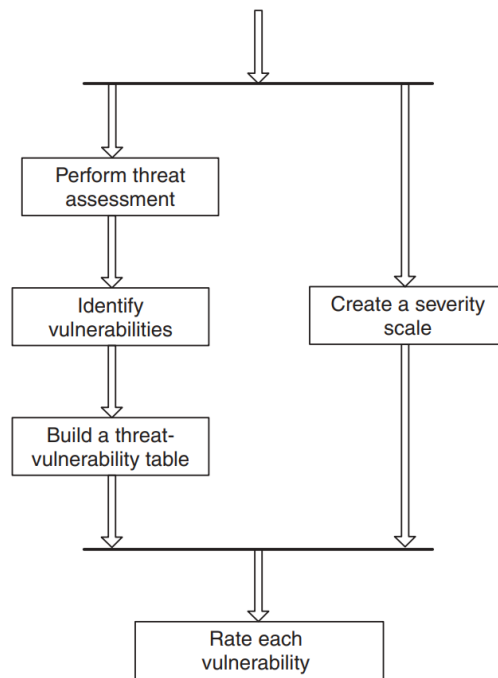 Perform threat
assessment
Identify
vulnerabilities
Create a severity
scale
Build a threat-
vulnerability table
Rate each
vulnerability